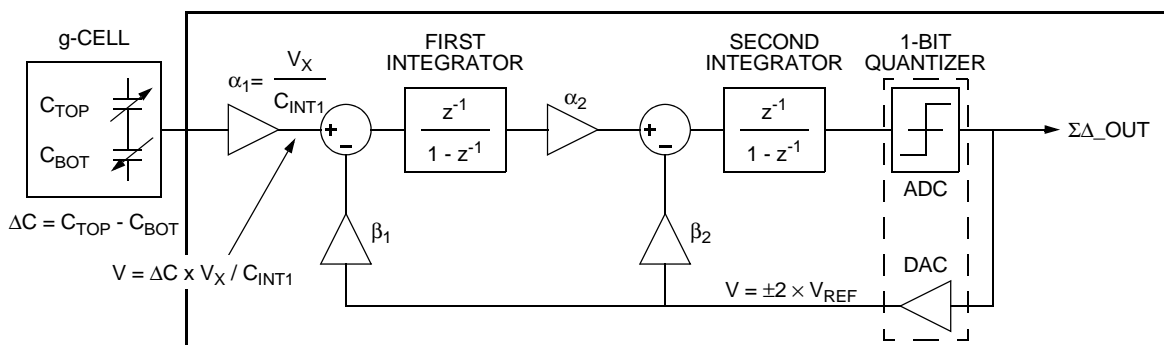 g-CELL
C_TOP
C_BOT
ΔC = C_TOP - C_BOT
α₁=
V_X
C_INT1
V = ΔC x V_X / C_INT1
+
−
FIRST
INTEGRATOR
z⁻¹
1 - z⁻¹
α₂
+
−
SECOND
INTEGRATOR
z⁻¹
1 - z⁻¹
1-BIT
QUANTIZER
ADC
ΣΔ_OUT
β₁
β₂
DAC
V = ±2 × V_REF